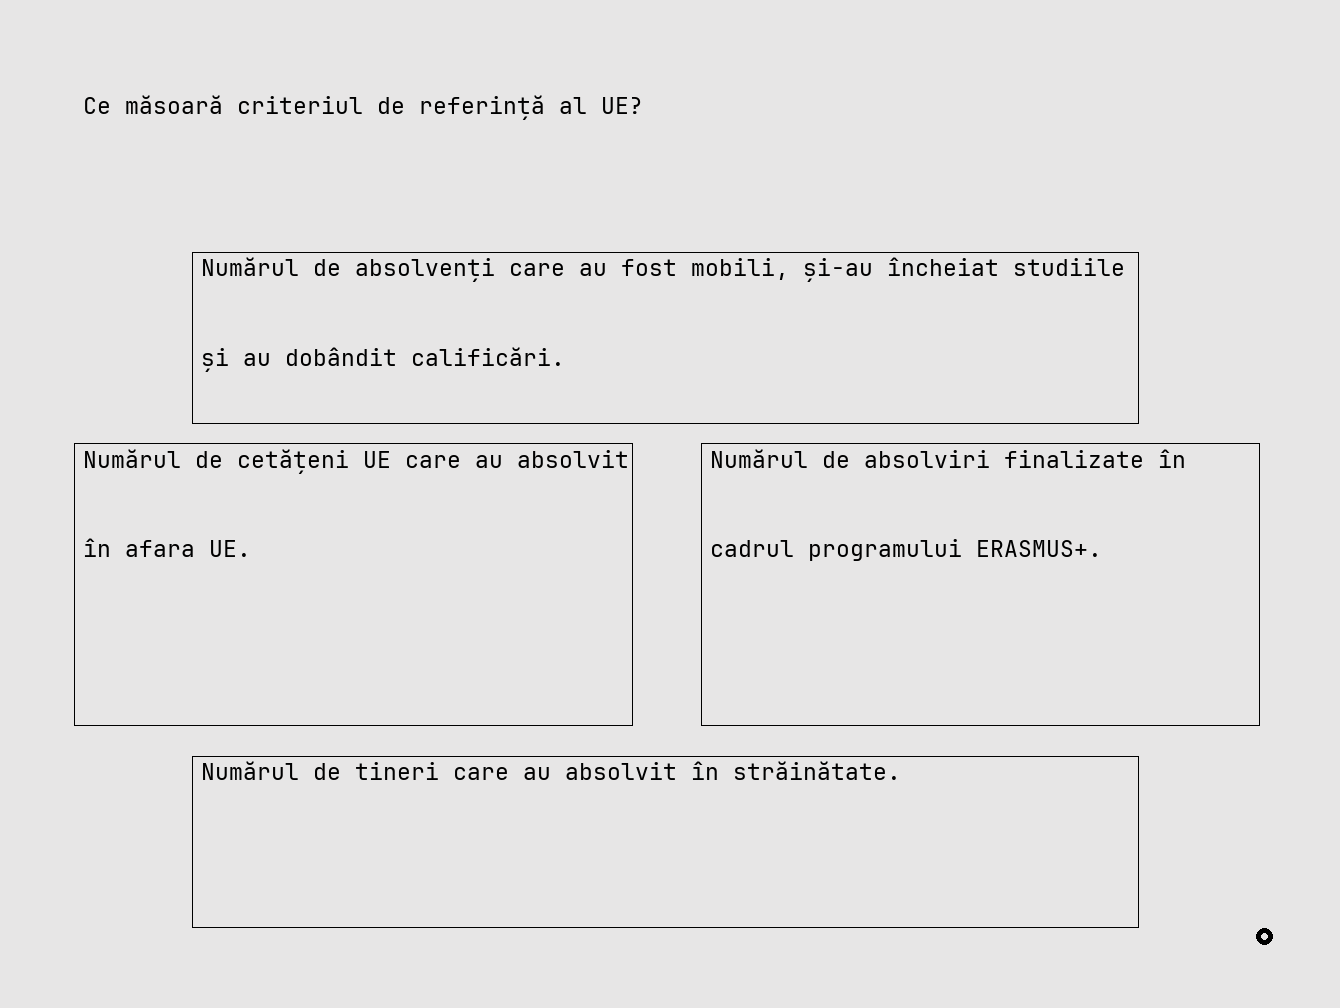 Ce măsoară criteriul de referință al UE?
Numărul de absolvenți care au fost mobili, și-au încheiat studiile
și au dobândit calificări.
Numărul de cetățeni UE care au absolvit
în afara UE.
Numărul de absolviri finalizate în
cadrul programului ERASMUS+.
Numărul de tineri care au absolvit în străinătate.